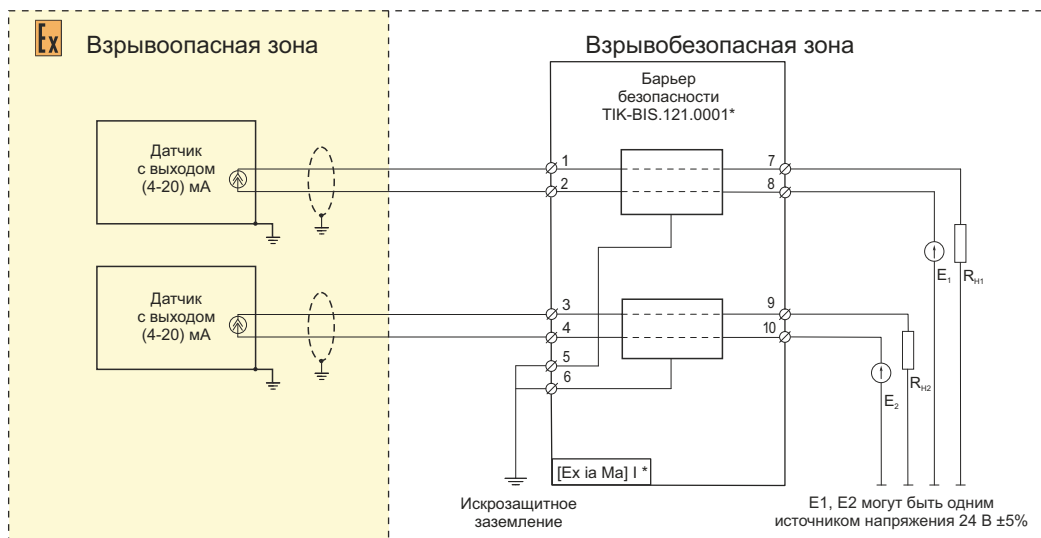 Ex
Взрывоопасная зона
Взрывобезопасная зона
Барьер
безопасности
TIK-BIS.121.0001*
Датчик
с выходом
(4-20) мА
1
2
7
8
E1
RH1
Датчик
с выходом
(4-20) мА
3
4
5
6
9
10
E2
RH2
[Ex ia Ma] I *
Искрозащитное
заземление
E1, E2 могут быть одним
источником напряжения 24 В ±5%